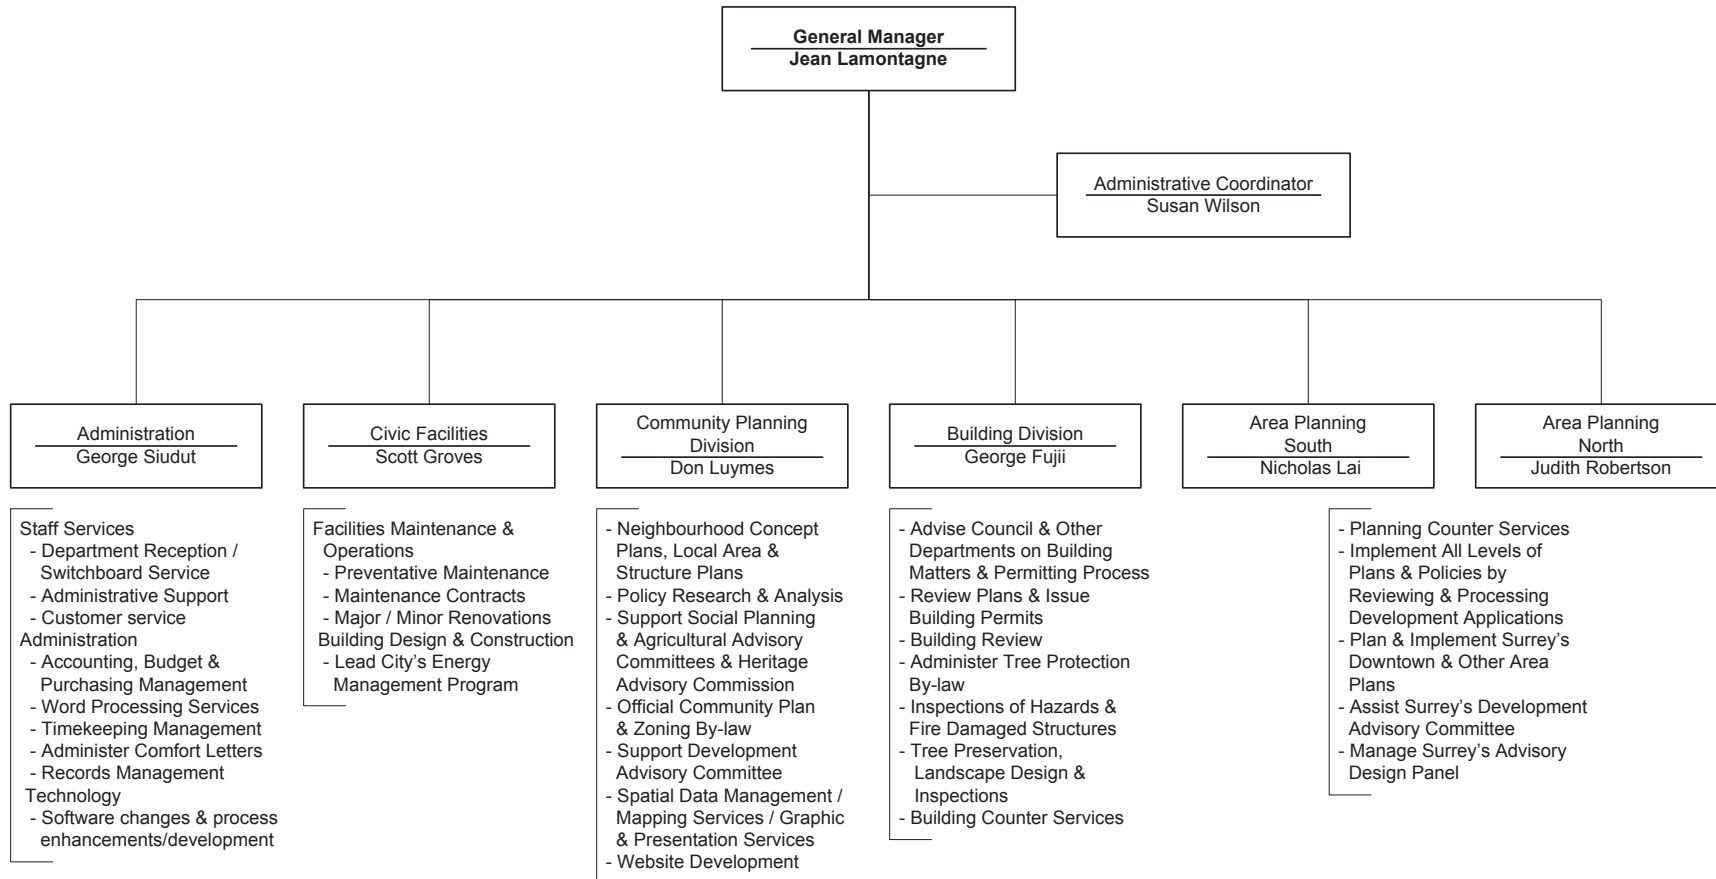 General Manager
Jean Lamontagne
Administrative Coordinator
Susan Wilson
Administration
George Siudut
Civic Facilities
Scott Groves
Community Planning
Division
Don Luymes
Building Division
George Fujii
Area Planning
South
Nicholas Lai
Area Planning
North
Judith Robertson
Staff Services
- Department Reception /
Switchboard Service
- Administrative Support
- Customer service
Administration
- Accounting, Budget &
Purchasing Management
- Word Processing Services
- Timekeeping Management
- Administer Comfort Letters
- Records Management
Technology
- Software changes & process
enhancements/development
Facilities Maintenance &
Operations
- Preventative Maintenance
- Maintenance Contracts
- Major / Minor Renovations
Building Design & Construction
- Lead City's Energy
Management Program
- Neighbourhood Concept
Plans, Local Area &
Structure Plans
- Policy Research & Analysis
- Support Social Planning
& Agricultural Advisory
Committees & Heritage
Advisory Commission
- Official Community Plan
& Zoning By-law
- Support Development
Advisory Committee
- Spatial Data Management /
Mapping Services / Graphic
& Presentation Services
- Website Development
- Advise Council & Other
Departments on Building
Matters & Permitting Process
- Review Plans & Issue
Building Permits
- Building Review
- Administer Tree Protection
By-law
- Inspections of Hazards &
Fire Damaged Structures
- Tree Preservation,
Landscape Design &
Inspections
- Building Counter Services
- Planning Counter Services
- Implement All Levels of
Plans & Policies by
Reviewing & Processing
Development Applications
- Plan & Implement Surrey's
Downtown & Other Area
Plans
- Assist Surrey's Development
Advisory Committee
- Manage Surrey's Advisory
Design Panel